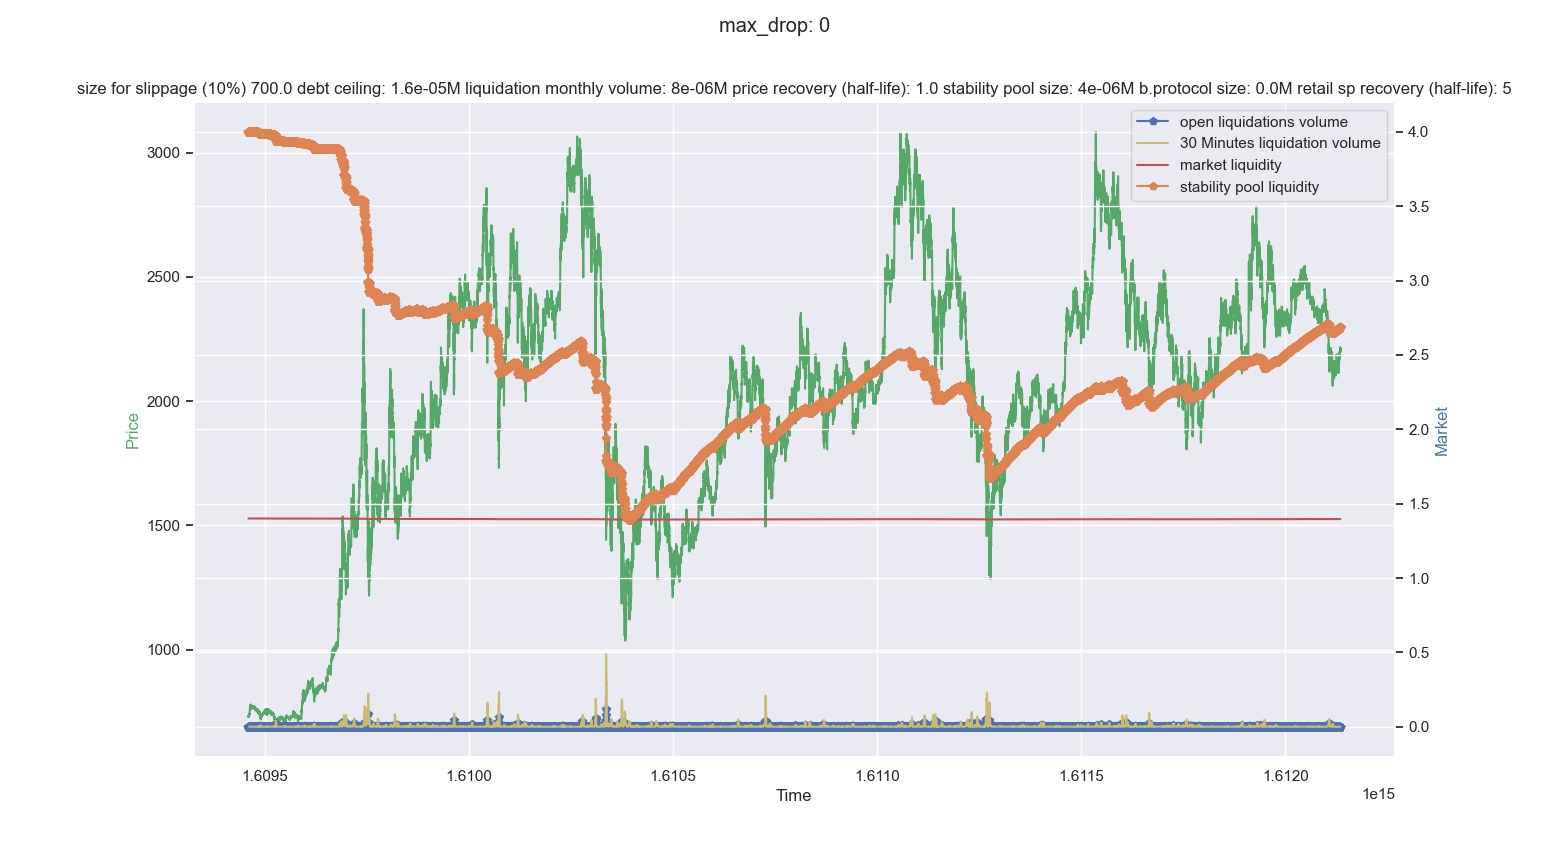 max_drop: 0
size for slippage (10%) 700.0 debt ceiling: 1.6e-05M liquidation monthly volume: 8e-06M price recovery (half-life): 1.0 stability pool size: 4e-06M b.protocol size: 0.0M retail sp recovery (half-life): 5
open liquidations volume
30 Minutes liquidation volume
market liquidity
stability pool liquidity
3000
2500
2000
1500
1000
Price
4.0
3.5
3.0
2.5
2.0
1.5
1.0
0.5
0.0
Market
1.6095 1.6100 1.6105 1.6110 1.6115 1.6120
1e15
Time